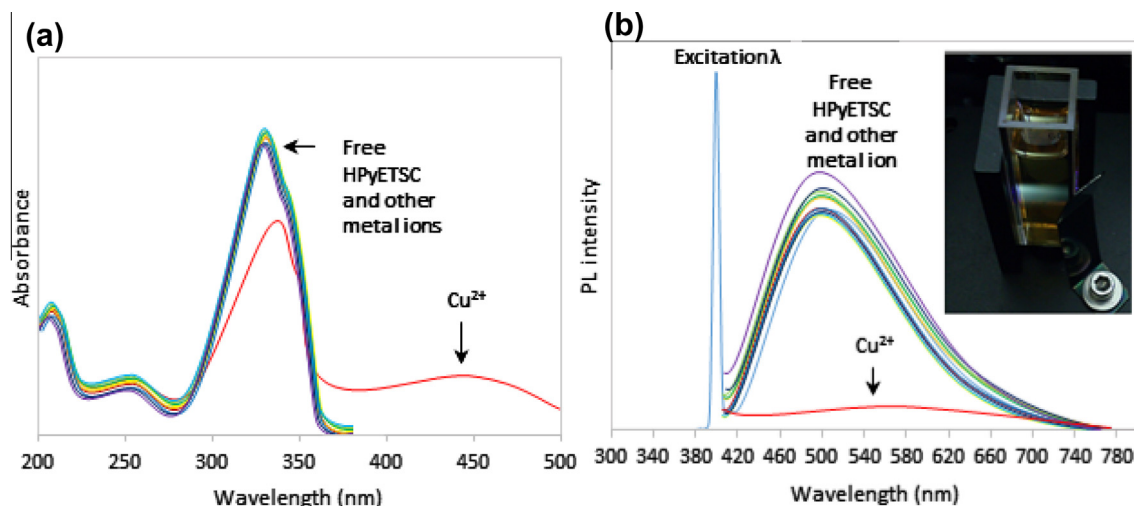 (a)
Absorbance
Free
HPyETSC
and other
metal ions
Cu²⁺
200 250 300 350 400 450 500
Wavelength (nm)
(b)
PL intensity
Excitation λ
Free
HPyETSC
and other
metal ion
Cu²⁺
300 340 380 420 460 500 540 580 620 660 700 740 780
Wavelength (nm)